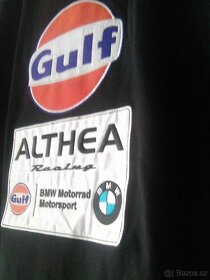 Gulf
ALTHEA
Racing
Gulf
BMW Motorrad
Motorsport
BMW
bazos.cz